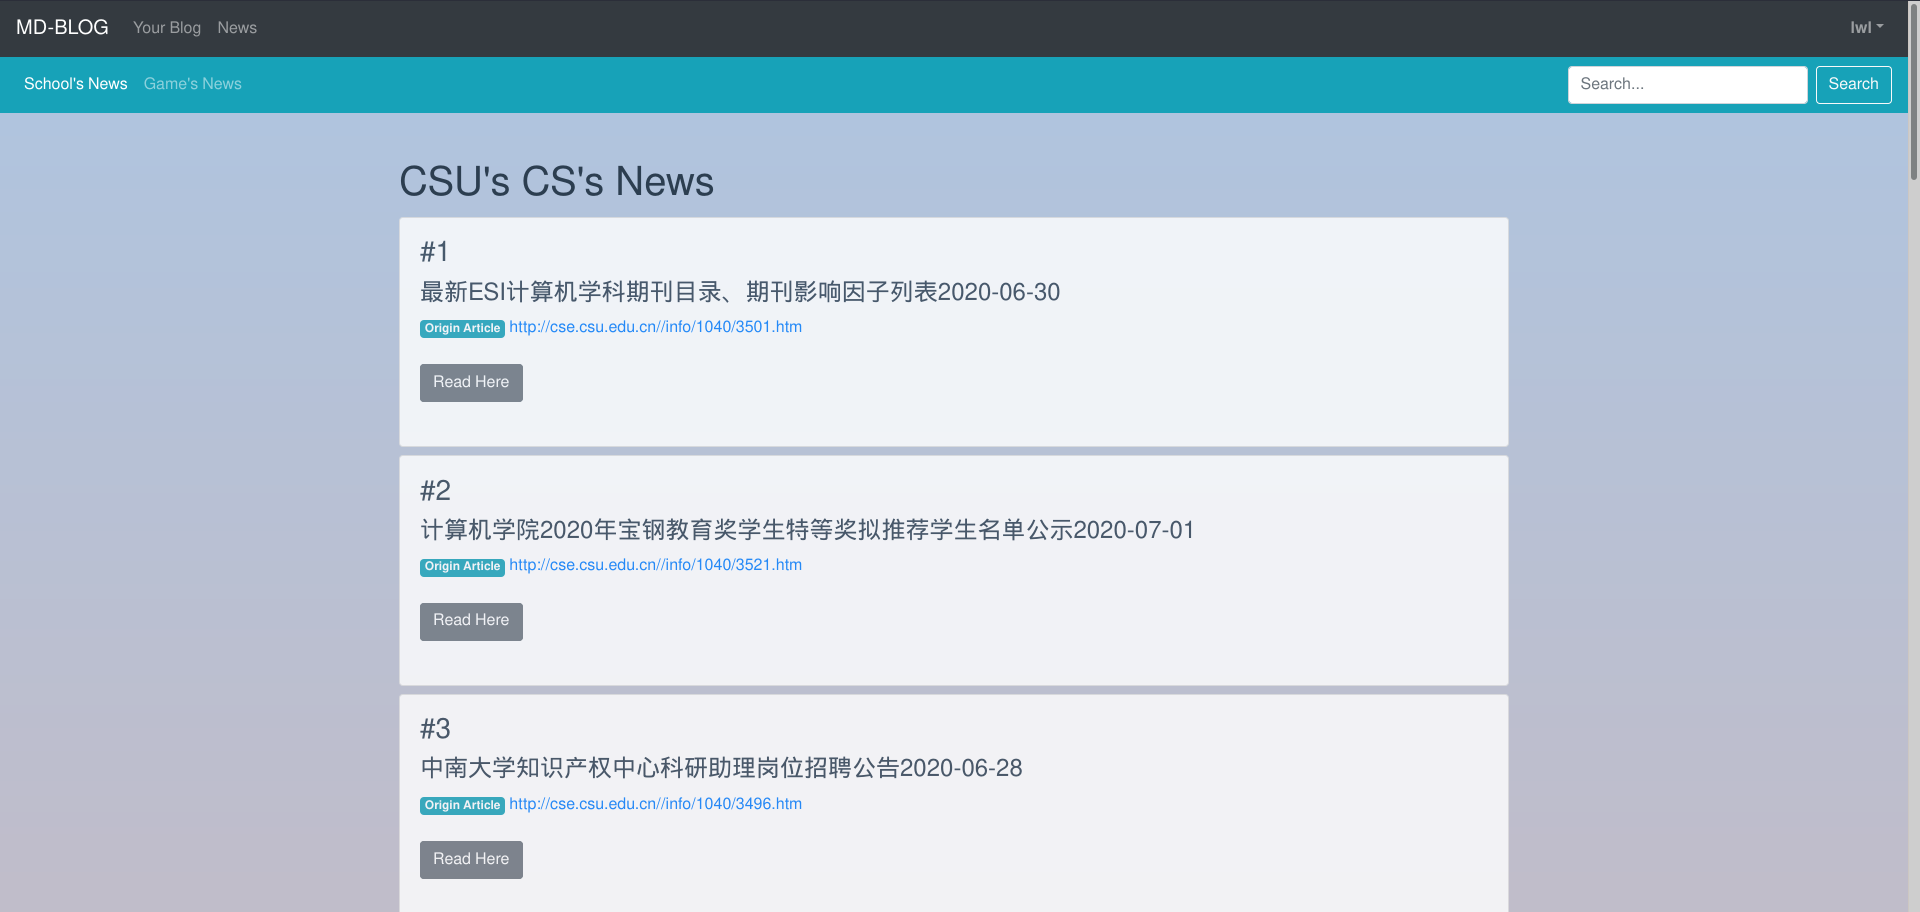 MD-BLOG Your Blog News lwl
School's News Game's News Search... Search
CSU's CS's News
#1
最新ESI计算机学科期刊目录、期刊影响因子列表2020-06-30
Origin Article http://cse.csu.edu.cn//info/1040/3501.htm
Read Here
#2
计算机学院2020年宝钢教育奖学生特等奖拟推荐学生名单公示2020-07-01
Origin Article http://cse.csu.edu.cn//info/1040/3521.htm
Read Here
#3
中南大学知识产权中心科研助理岗位招聘公告2020-06-28
Origin Article http://cse.csu.edu.cn//info/1040/3496.htm
Read Here